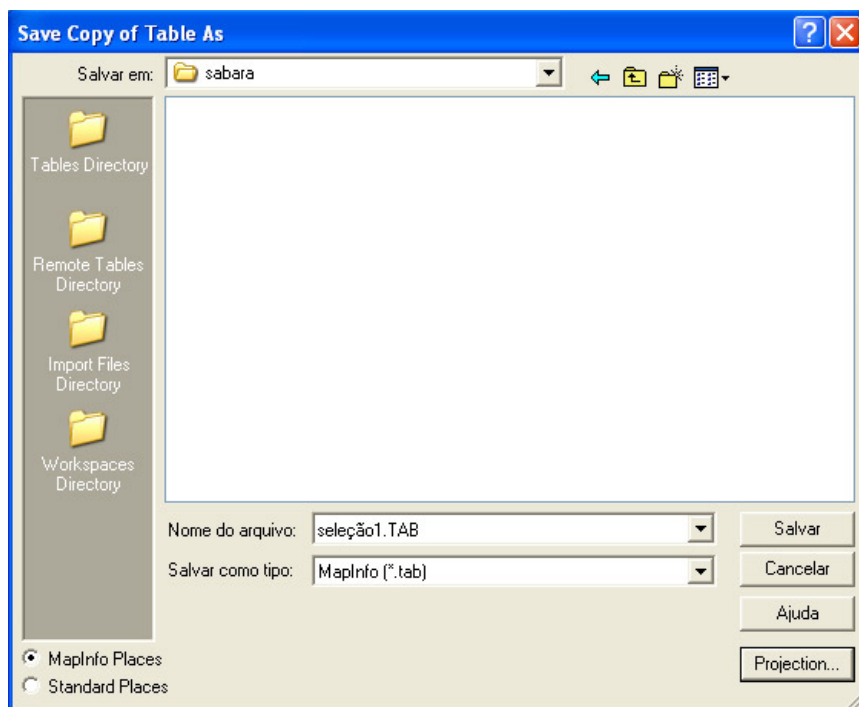 Save Copy of Table As
Salvar em: sabara
Tables Directory
Remote Tables
Directory
Import Files
Directory
Workspaces
Directory
Nome do arquivo: seleção1.TAB
Salvar
Salvar como tipo: MapInfo (*.tab)
Cancelar
Ajuda
MapInfo Places
Projection...
Standard Places